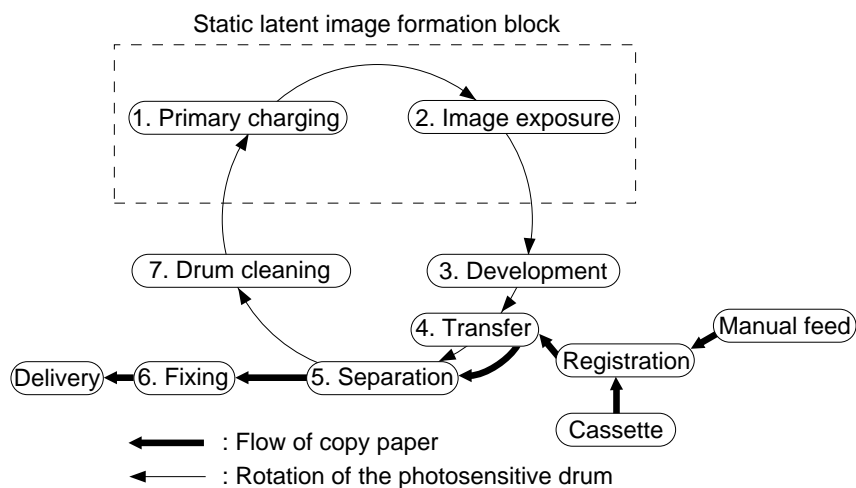 Static latent image formation block
1. Primary charging
2. Image exposure
7. Drum cleaning
3. Development
4. Transfer
Manual feed
Registration
Delivery
6. Fixing
5. Separation
Cassette
: Flow of copy paper
: Rotation of the photosensitive drum